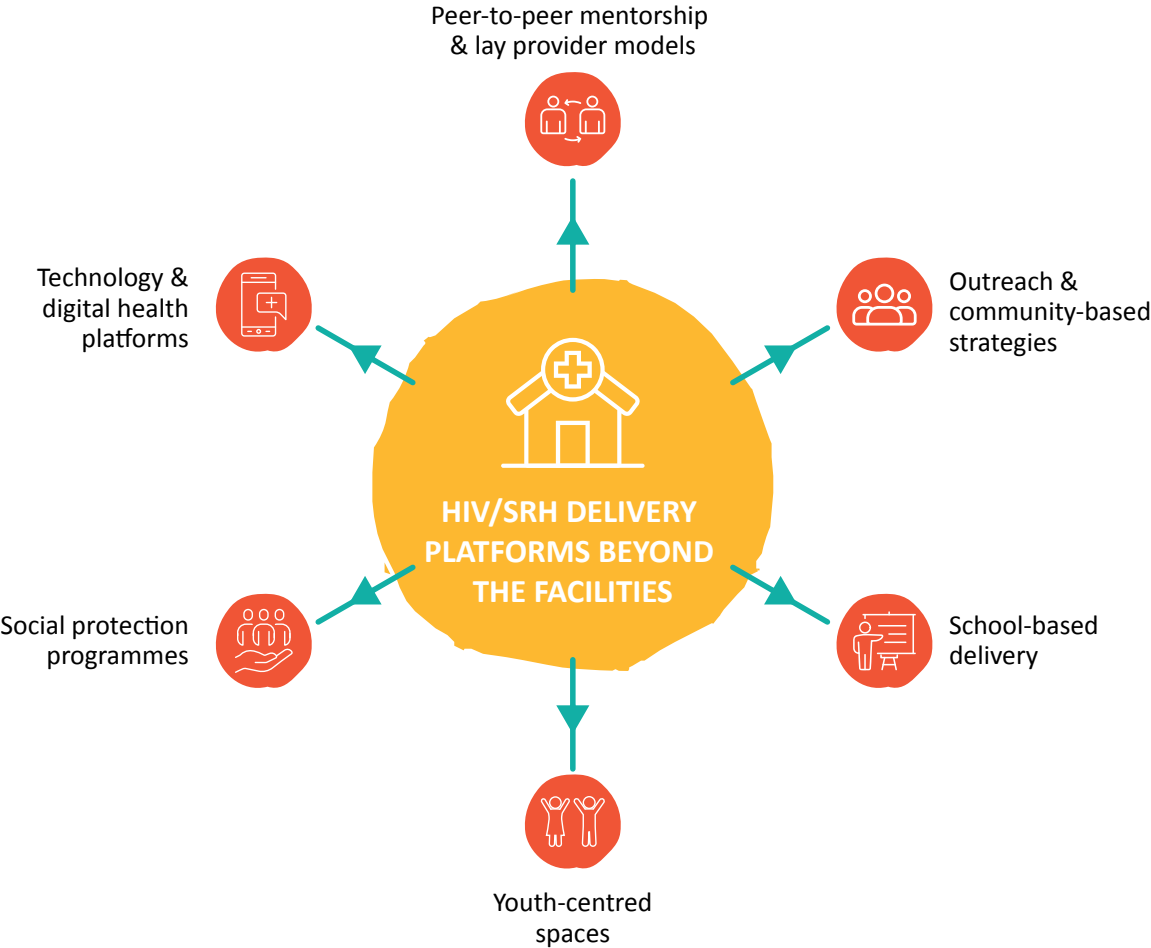 Peer-to-peer mentorship
& lay provider models
Technology &
digital health
platforms
Outreach &
community-based
strategies
HIV/SRH DELIVERY
PLATFORMS BEYOND
THE FACILITIES
Social protection
programmes
School-based
delivery
Youth-centred
spaces